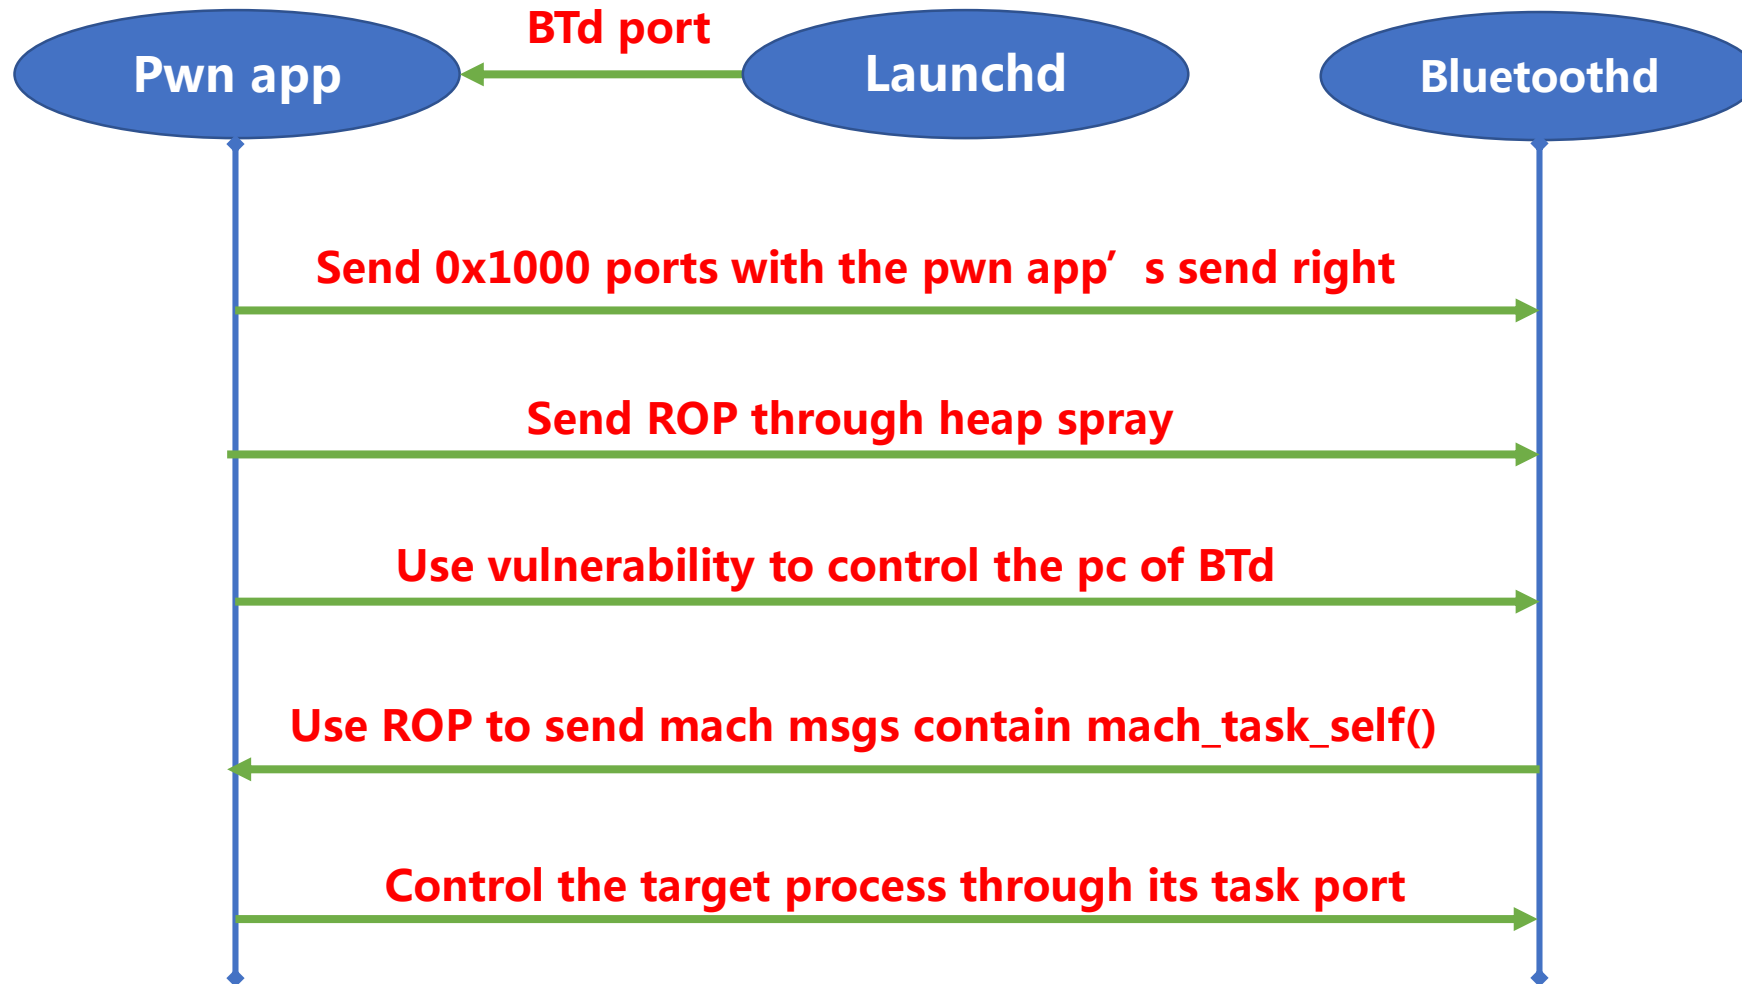 BTd port
Pwn app
Launchd
Bluetoothd
Send 0x1000 ports with the pwn app’ s send right
Send ROP through heap spray
Use vulnerability to control the pc of BTd
Use ROP to send mach msgs contain mach_task_self()
Control the target process through its task port